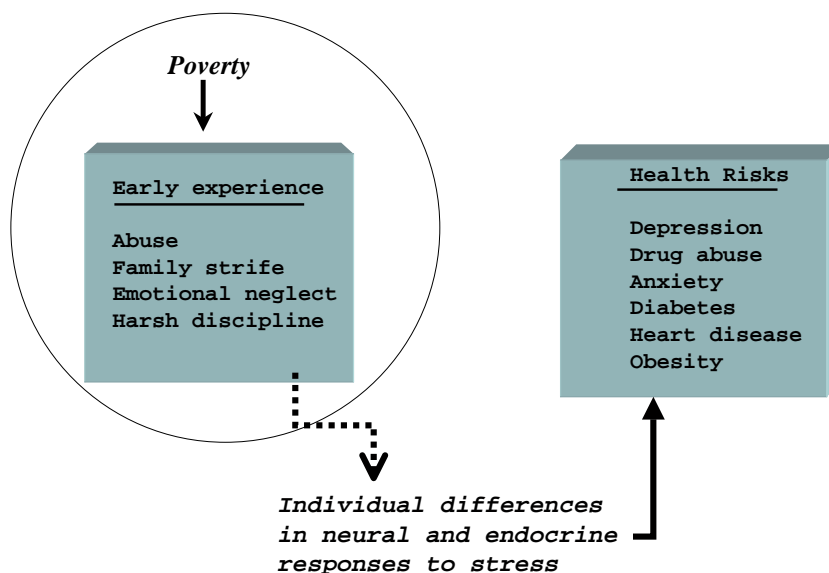 Poverty
Early experience
Abuse
Family strife
Emotional neglect
Harsh discipline
Health Risks
Depression
Drug abuse
Anxiety
Diabetes
Heart disease
Obesity
Individual differences
in neural and endocrine
responses to stress